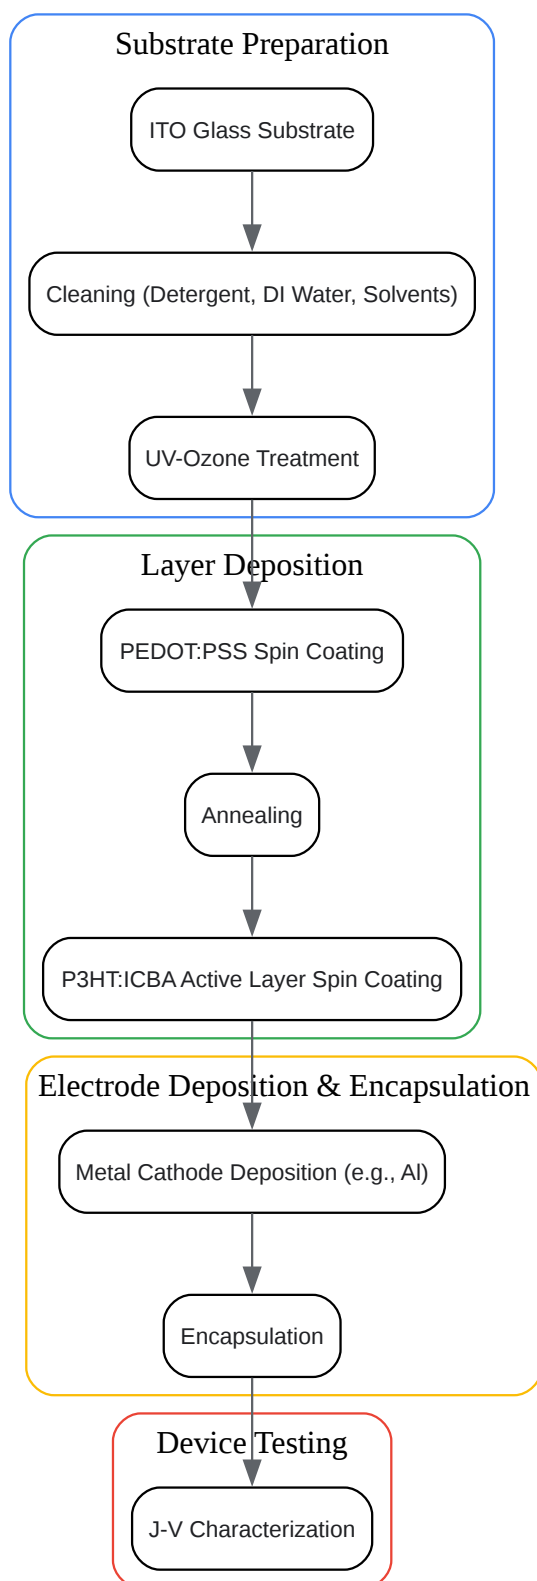 Substrate Preparation
ITO Glass Substrate
Cleaning (Detergent, DI Water, Solvents)
UV-Ozone Treatment
Layer Deposition
PEDOT:PSS Spin Coating
Annealing
P3HT:ICBA Active Layer Spin Coating
Electrode Deposition & Encapsulation
Metal Cathode Deposition (e.g., Al)
Encapsulation
Device Testing
J-V Characterization